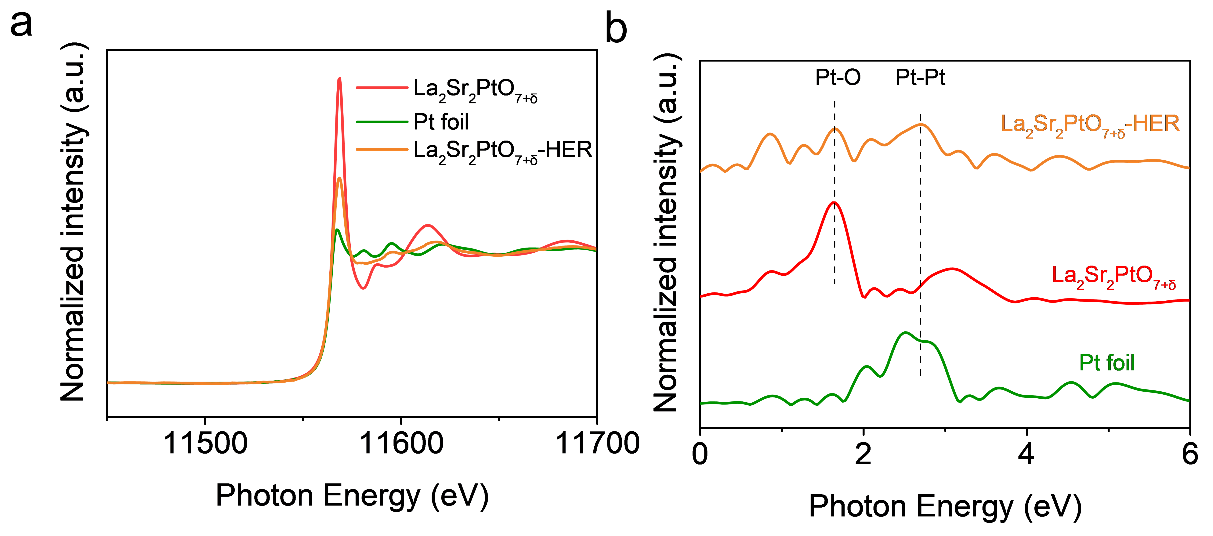 a
Normalized intensity (a.u.)
La₂Sr₂PtO₇₊δ
Pt foil
La₂Sr₂PtO₇₊δ-HER
11500
11600
11700
Photon Energy (eV)
b
Normalized intensity (a.u.)
Pt-O
Pt-Pt
La₂Sr₂PtO₇₊δ-HER
La₂Sr₂PtO₇₊δ
Pt foil
0
2
4
6
Photon Energy (eV)